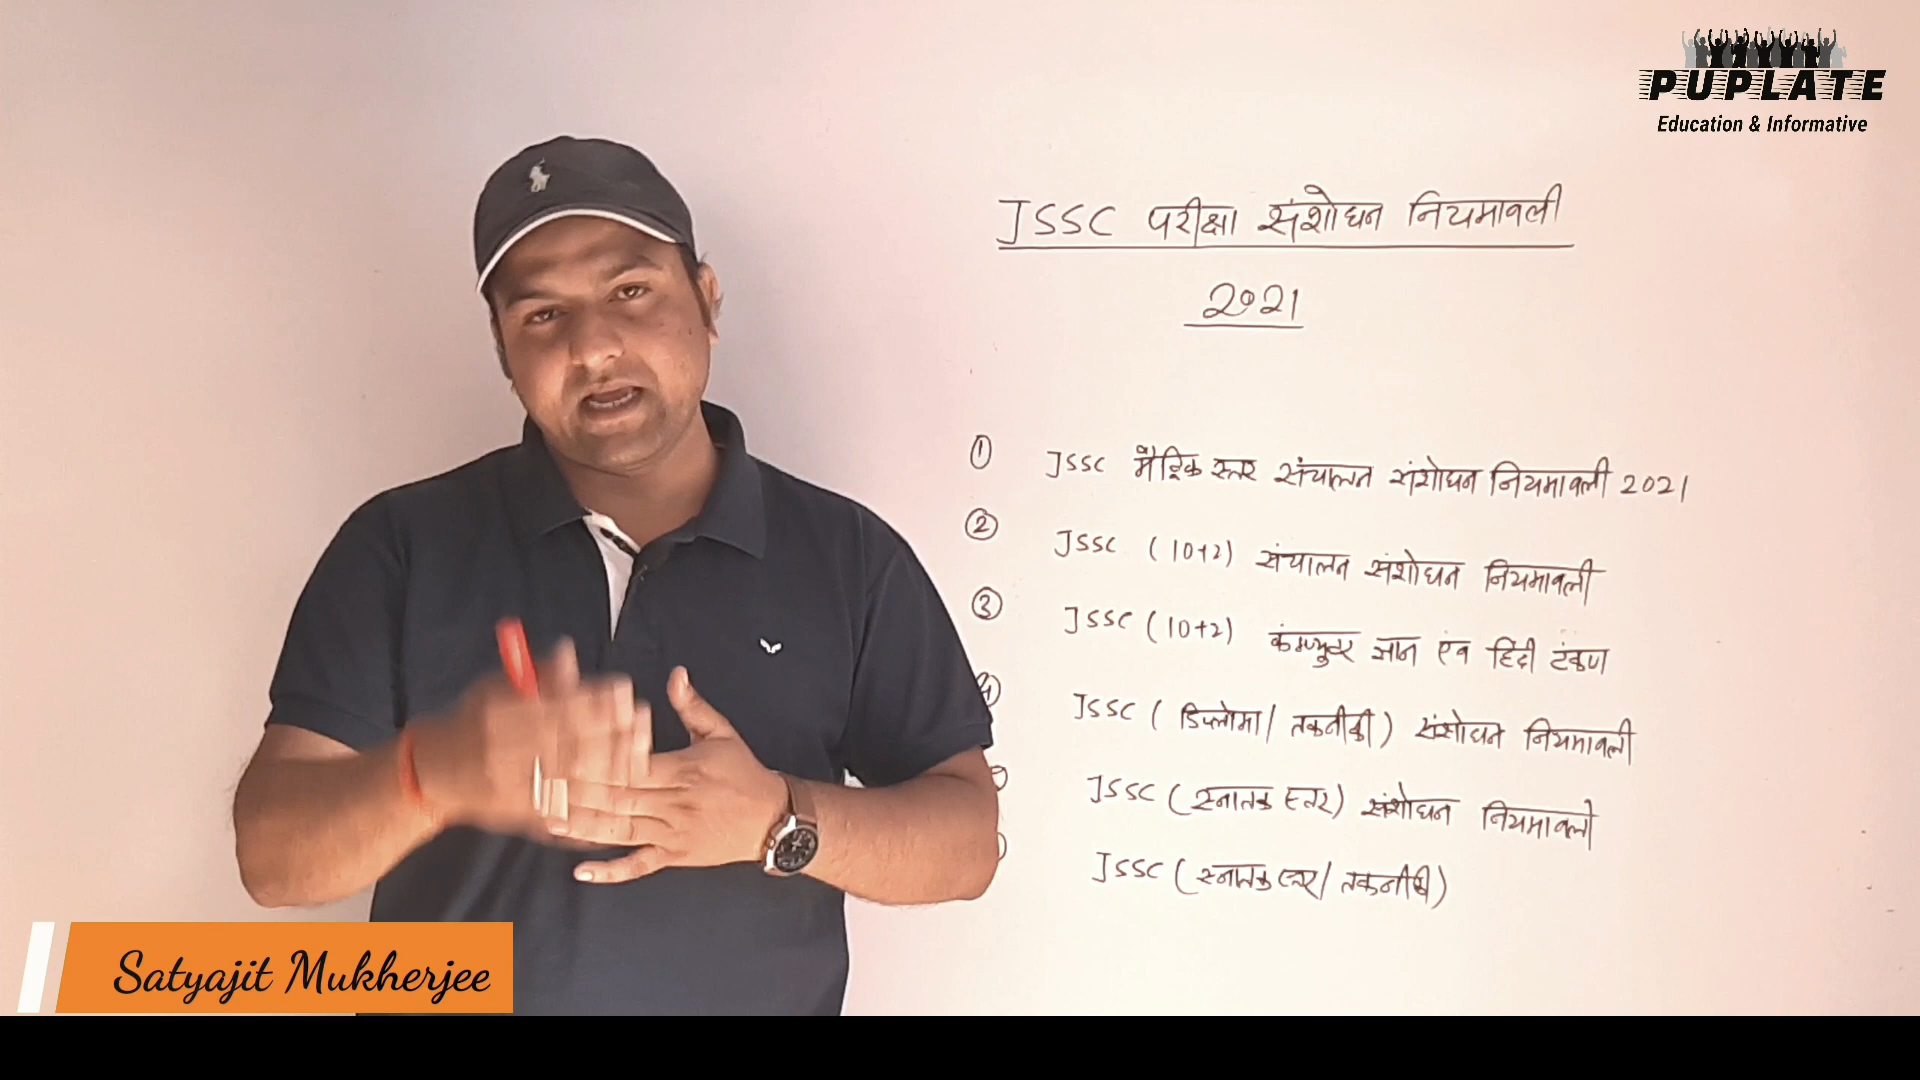 PUPLATE
Education & Informative
JSSC परीक्षा संशोधन नियमावली
2021
① JSSC मैट्रिक स्तर संचालन संशोधन नियमावली 2021
② JSSC (10+2) संचालन संशोधन नियमावली
③ JSSC (10+2) कंम्प्युटर ज्ञान एंव हिंदी टंकण
④ JSSC (डिप्लोमा/तकनीकी) संशोधन नियमावली
JSSC (स्नातक स्तर) संशोधन नियमावली
JSSC (स्नातक स्तर/तकनीकी)
Satyajit Mukherjee